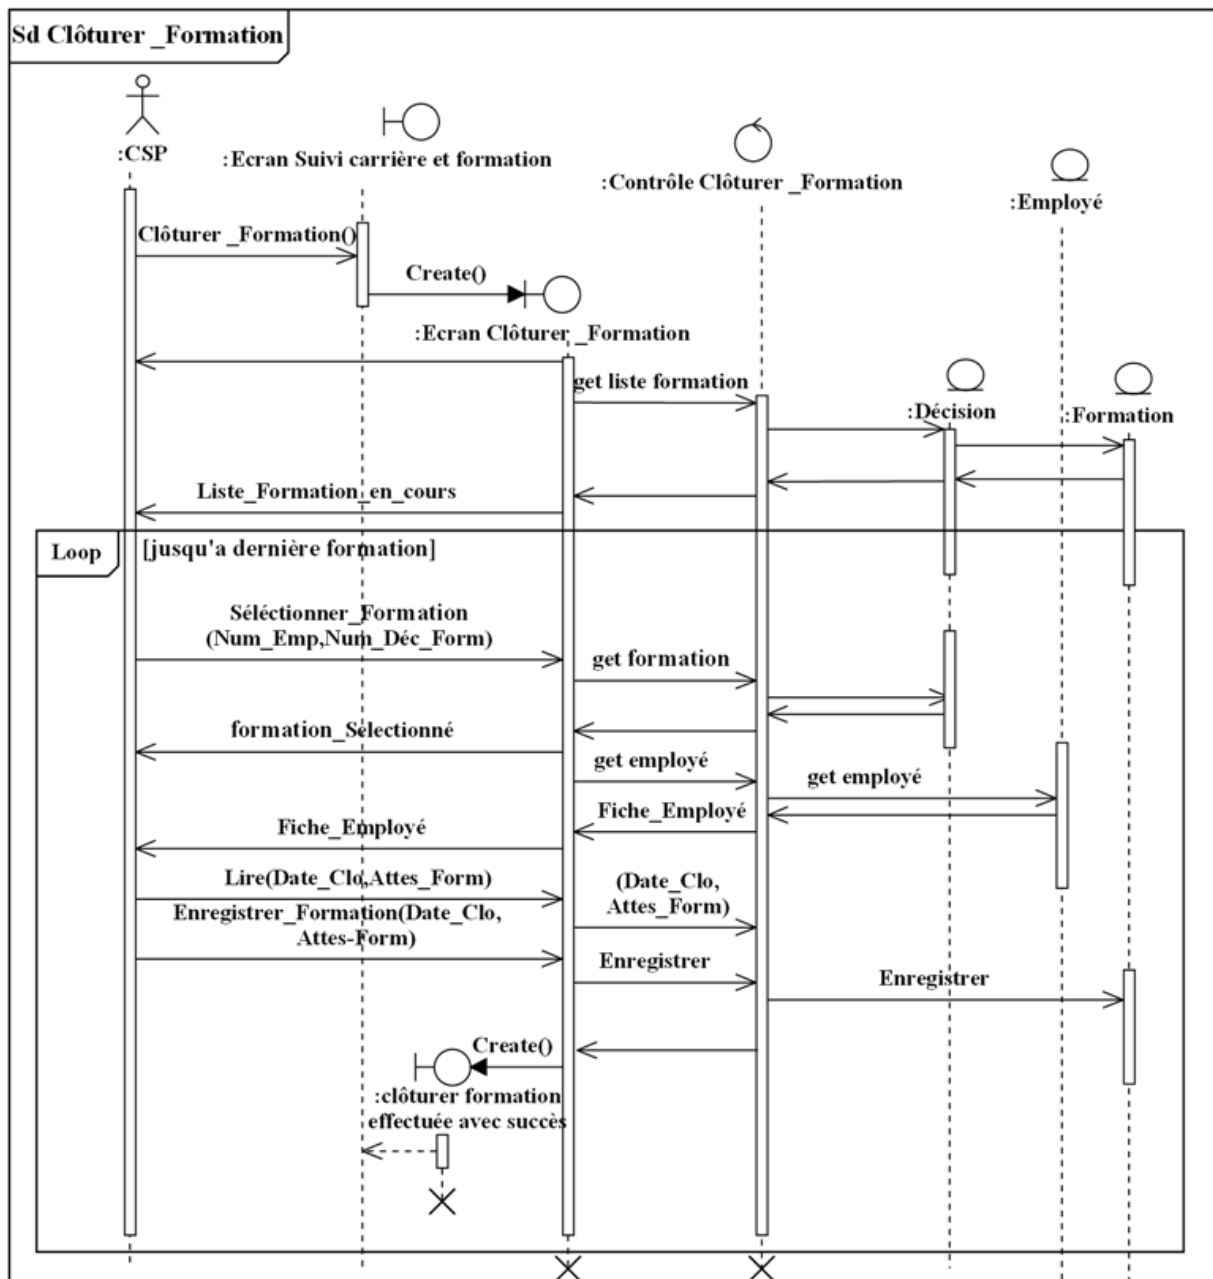 Sd Clôturer _Formation
:CSP
:Ecran Suivi carrière et formation
:Contrôle Clôturer _Formation
:Employé
Clôturer _Formation()
Create()
:Ecran Clôturer _Formation
get liste formation
:Décision
:Formation
Liste_Formation_en_cours
Loop
[jusqu'a dernière formation]
Séléctionner_Formation
(Num_Emp,Num_Déc_Form)
get formation
formation_Sélectionné
get employé
get employé
Fiche_Employé
Fiche_Employé
Lire(Date_Clo,Attes_Form)
(Date_Clo,
Attes_Form)
Enregistrer_Formation(Date_Clo,
Attes-Form)
Enregistrer
Enregistrer
Create()
:clôturer formation
effectuée avec succès